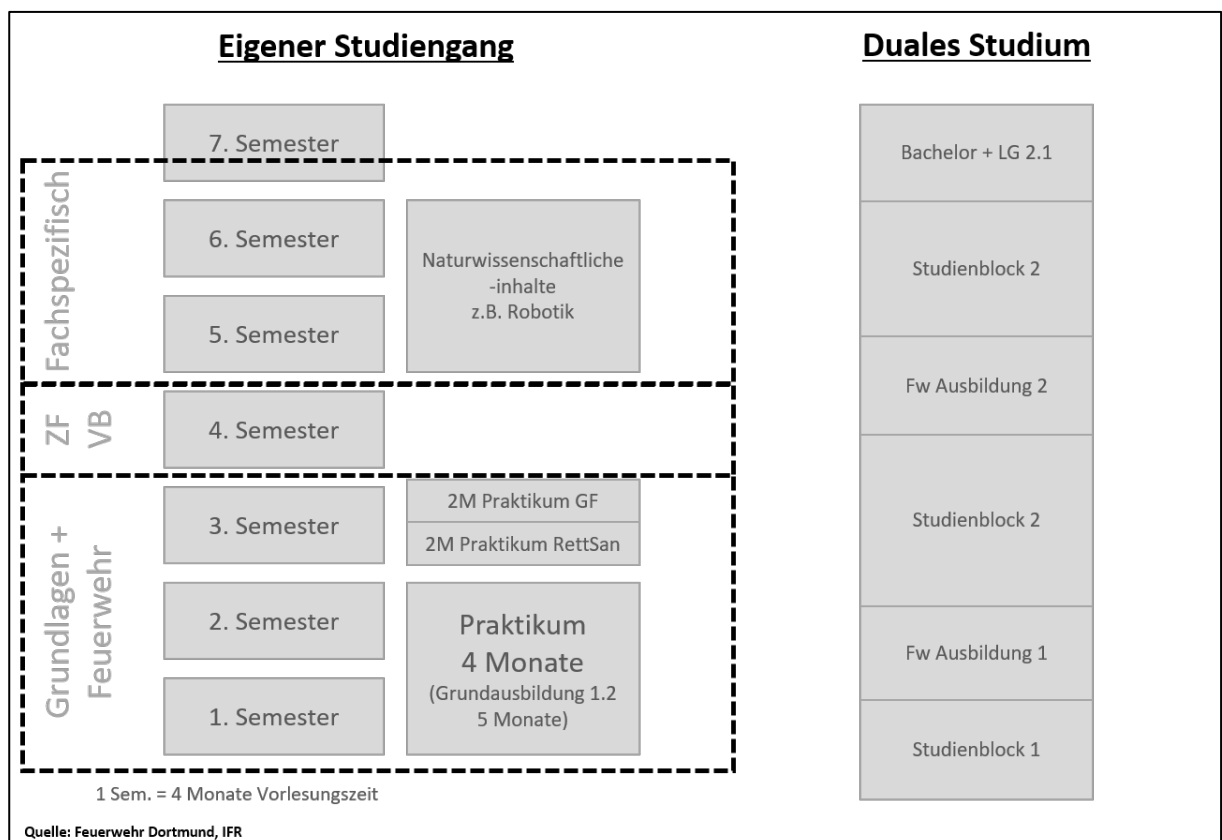 Eigener Studiengang
7. Semester
6. Semester
5. Semester
4. Semester
3. Semester
2. Semester
1. Semester
Fachspezifisch
ZF
VB
Grundlagen +
Feuerwehr
Naturwissenschaftliche
-inhalte
z.B. Robotik
2M Praktikum GF
2M Praktikum RettSan
Praktikum
4 Monate
(Grundausbildung 1.2
5 Monate)
1 Sem. = 4 Monate Vorlesungszeit
Duales Studium
Bachelor + LG 2.1
Studienblock 2
Fw Ausbildung 2
Studienblock 2
Fw Ausbildung 1
Studienblock 1
Quelle: Feuerwehr Dortmund, IFR